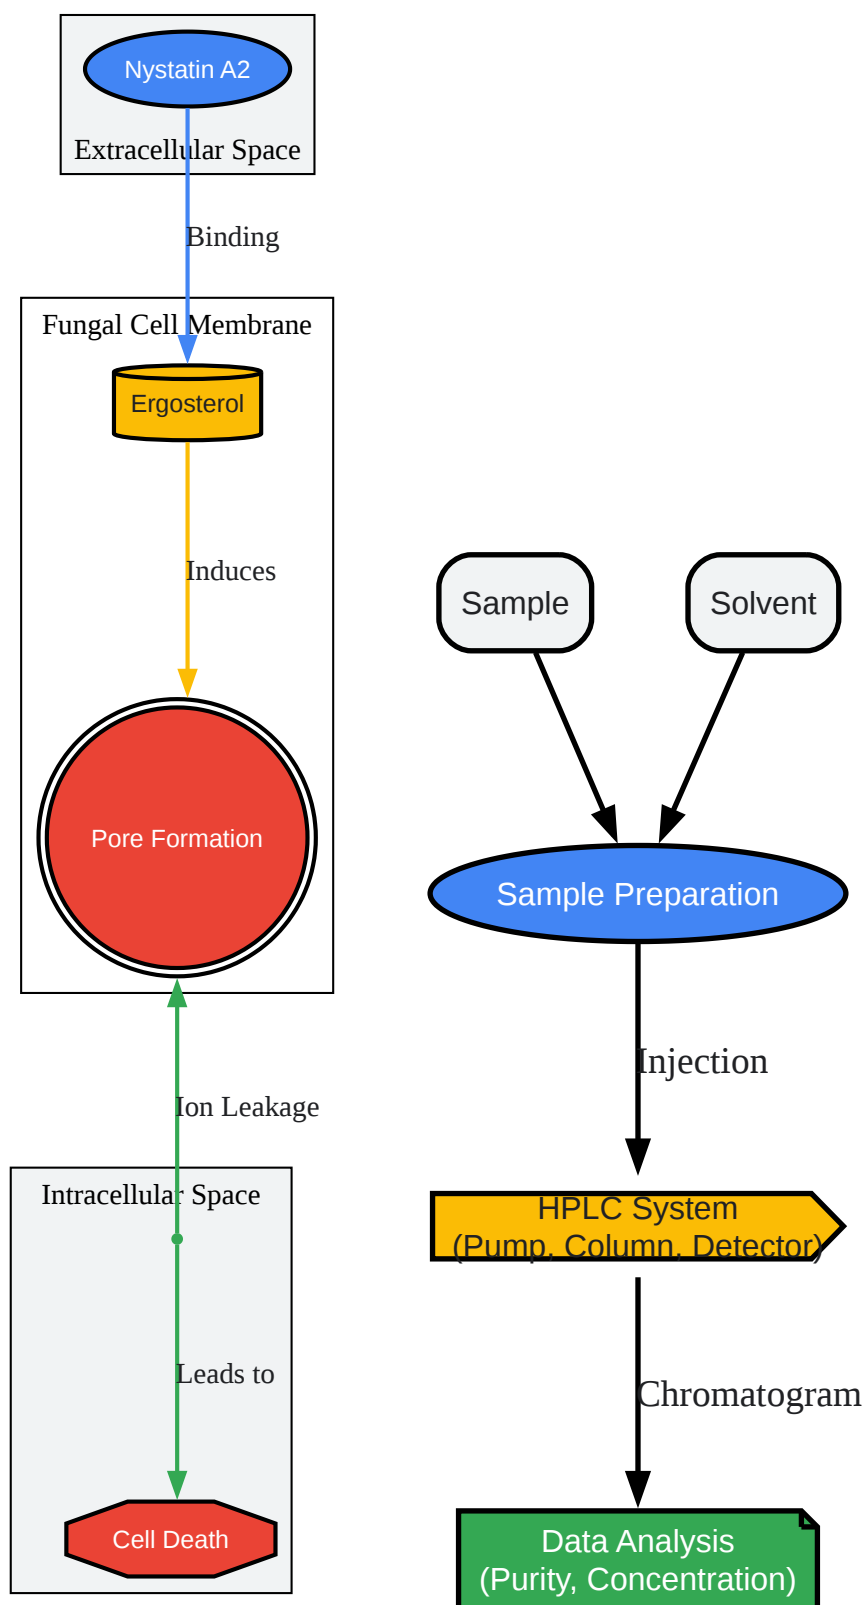 Nystatin A2
Extracellular Space
Binding
Fungal Cell Membrane
Ergosterol
Induces
Pore Formation
Ion Leakage
Intracellular Space
Leads to
Cell Death
Sample
Solvent
Sample Preparation
Injection
HPLC System
(Pump, Column, Detector)
Chromatogram
Data Analysis
(Purity, Concentration)